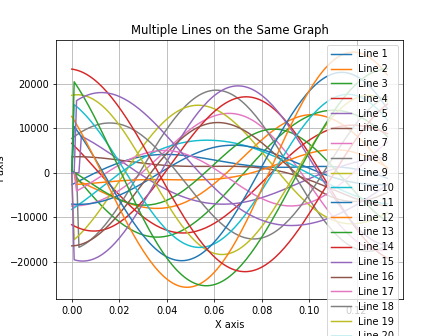 Multiple Lines on the Same Graph
20000
10000
0
−10000
−20000
0.00 0.02 0.04 0.06 0.08 0.10
X axis
axis
Line 1
Line 2
Line 3
Line 4
Line 5
Line 6
Line 7
Line 8
Line 9
Line 10
Line 11
Line 12
Line 13
Line 14
Line 15
Line 16
Line 17
Line 18
Line 19
Line 20